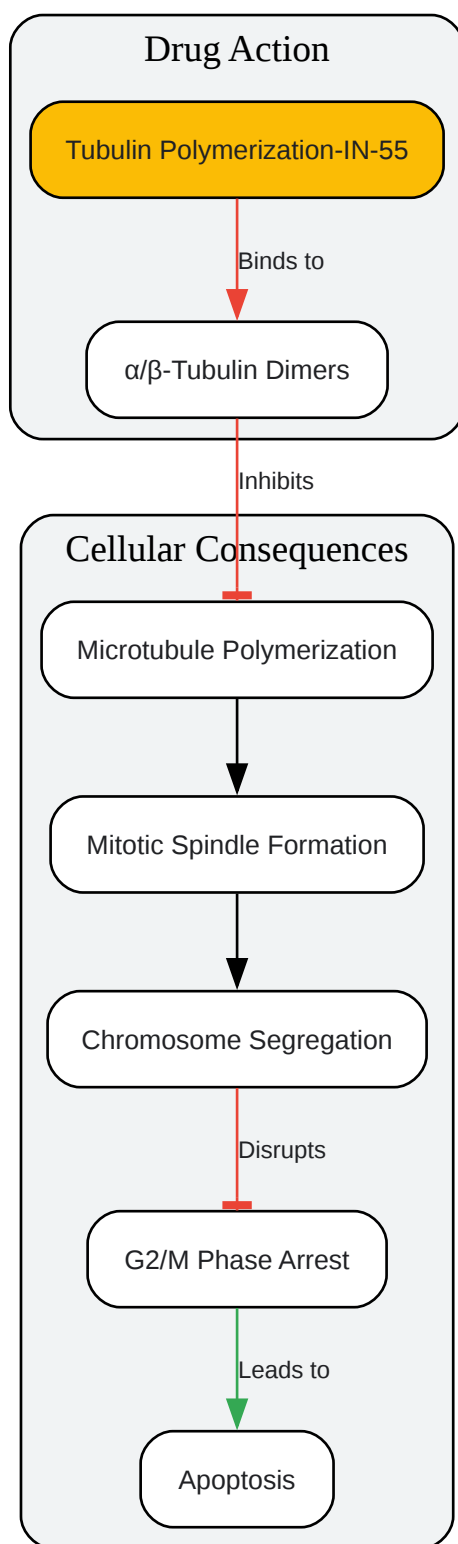 Drug Action
Tubulin Polymerization-IN-55
Binds to
α/β-Tubulin Dimers
Inhibits
Cellular Consequences
Microtubule Polymerization
Mitotic Spindle Formation
Chromosome Segregation
Disrupts
G2/M Phase Arrest
Leads to
Apoptosis